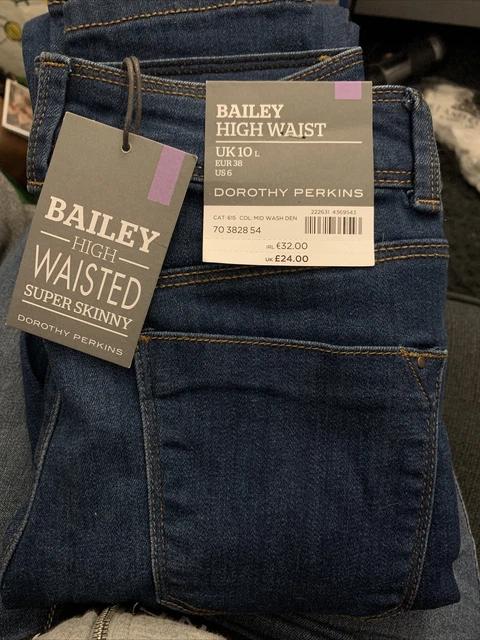 BAILEY
HIGH
WAISTED
SUPER SKINNY
DOROTHY PERKINS
BAILEY
HIGH WAIST
UK 10 L
EUR 38
US 6
DOROTHY PERKINS
CAT: 615 COL: MID WASH DEN
222631 4369543
70 3828 54
IRL €32.00
UK £24.00